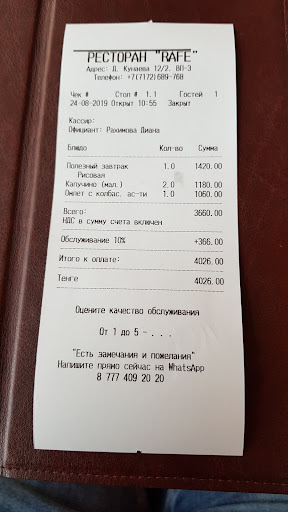 РЕСТОРАН "RAFE"
Адрес: Д. Кунаева 12/2, ВП-3
Телефон: +7(7172)689-768
Чек # Стол # 1.1 Гостей 1
24-08-2019 Открыт 10:55 Закрыт
Кассир:
Официант: Рахимова Диана
Блюдо Кол-во Сумма
Полезный завтрак 1.0 1420.00
Рисовая
Капучино (мал.) 2.0 1180.00
Омлет с колбас. ас-ти 1.0 1060.00
Всего: 3660.00
НДС в сумму счета включен
Обслуживание 10% +366.00
Итого к оплате: 4026.00
Тенге 4026.00
Оцените качество обслуживания
От 1 до 5 - . . .
"Есть замечания и пожелания"
Напишите прямо сейчас на WhatsApp
8 777 409 20 20